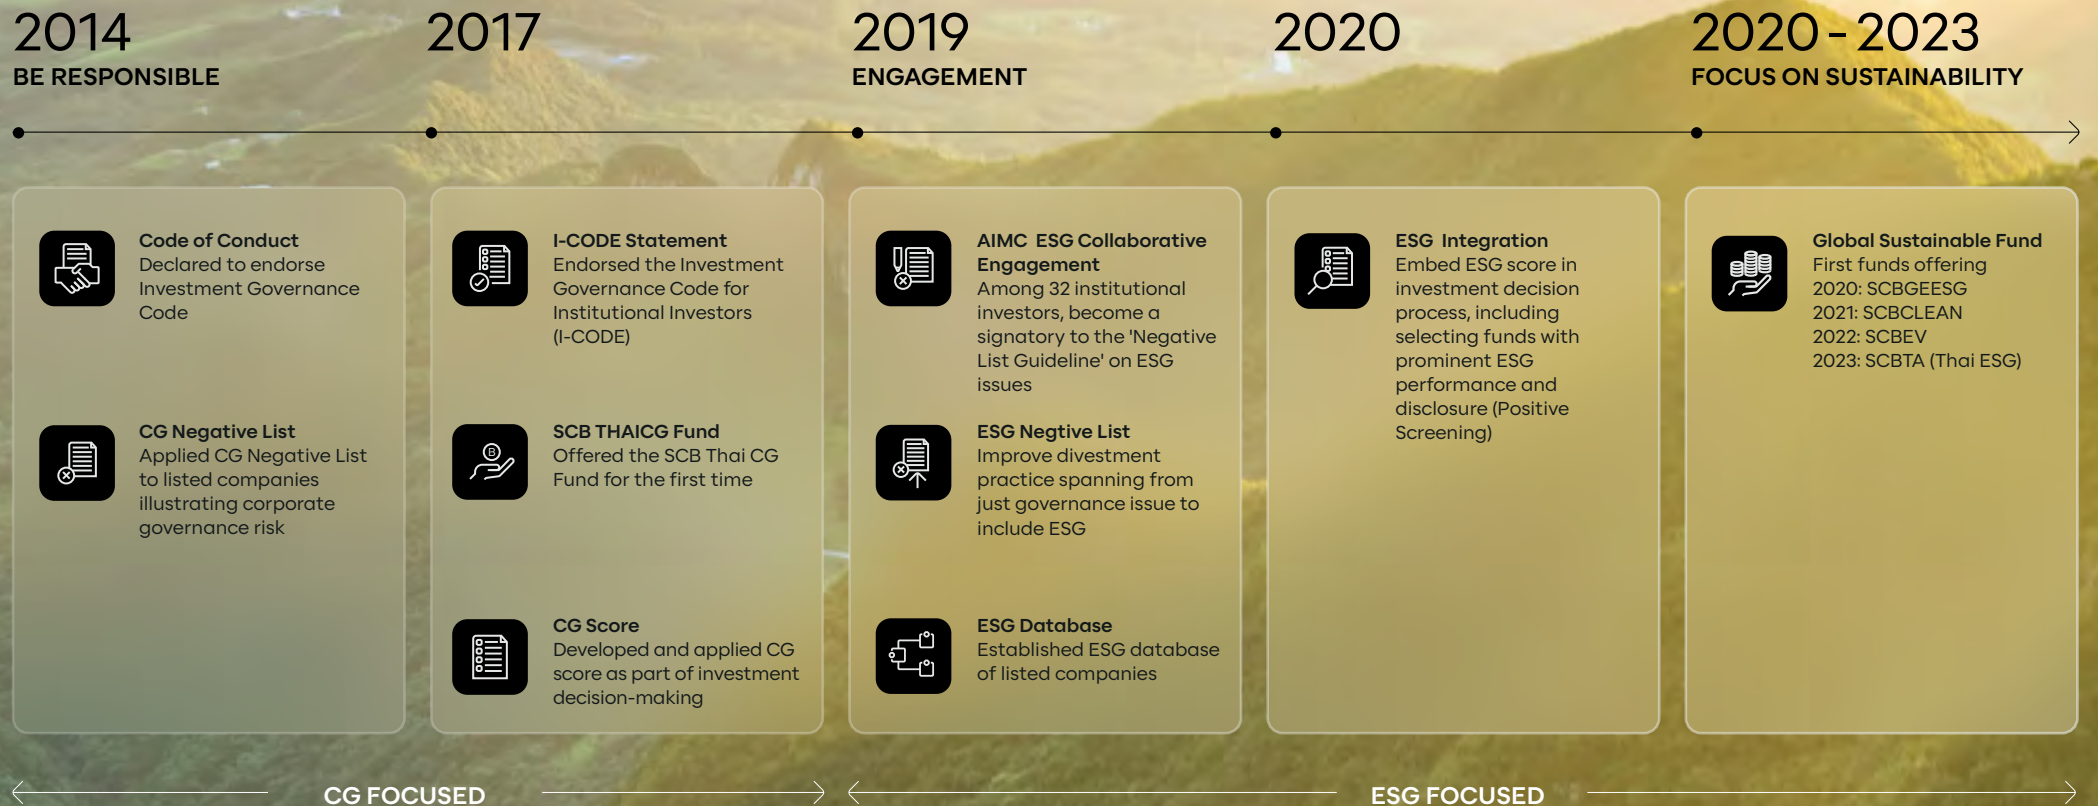 2014
BE RESPONSIBLE
2017
2019
ENGAGEMENT
2020
2020 - 2023
FOCUS ON SUSTAINABILITY
Code of Conduct
Declared to endorse
Investment Governance
Code
CG Negative List
Applied CG Negative List
to listed companies
illustrating corporate
governance risk
I-CODE Statement
Endorsed the Investment
Governance Code for
Institutional Investors
(I-CODE)
B
SCB THAICG Fund
Offered the SCB Thai CG
Fund for the first time
CG Score
Developed and applied CG
score as part of investment
decision-making
AIMC ESG Collaborative
Engagement
Among 32 institutional
investors, become a
signatory to the 'Negative
List Guideline' on ESG
issues
ESG Negtive List
Improve divestment
practice spanning from
just governance issue to
include ESG
ESG Database
Established ESG database
of listed companies
ESG Integration
Embed ESG score in
investment decision
process, including
selecting funds with
prominent ESG
performance and
disclosure (Positive
Screening)
Global Sustainable Fund
First funds offering
2020: SCBGEESG
2021: SCBCLEAN
2022: SCBEV
2023: SCBTA (Thai ESG)
CG FOCUSED
ESG FOCUSED